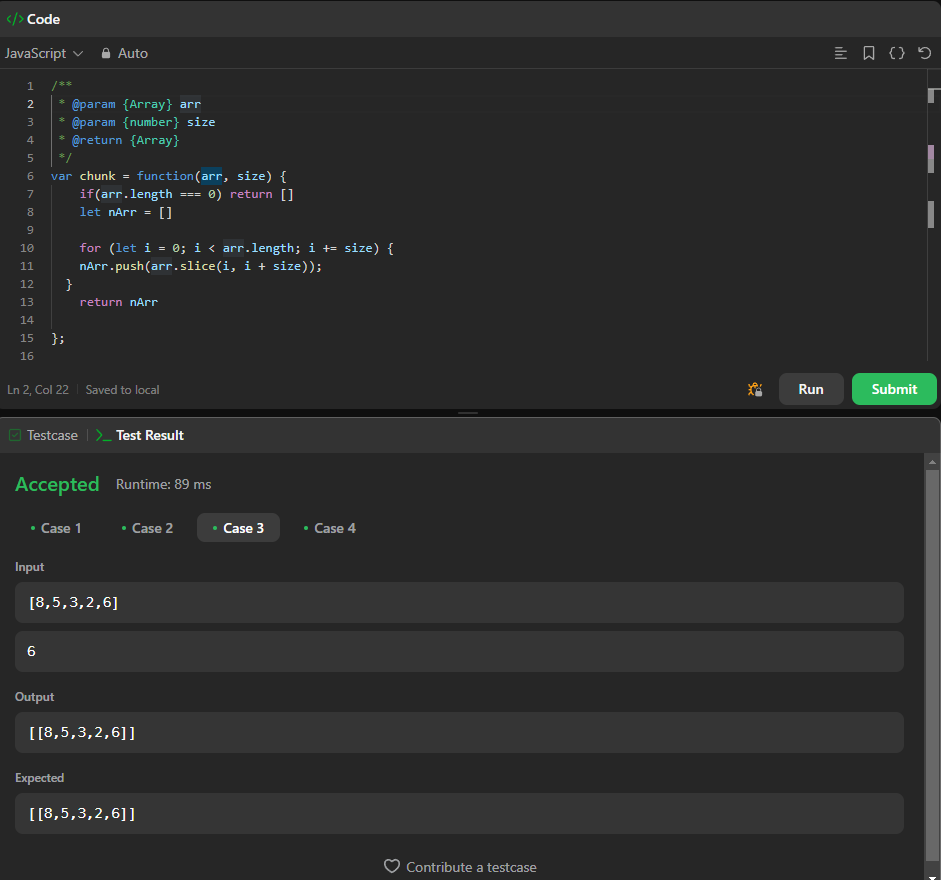 </> Code
JavaScript Auto
1 /**
2  * @param {Array} arr
3  * @param {number} size
4  * @return {Array}
5  */
6 var chunk = function(arr, size) {
7     if(arr.length === 0) return []
8     let nArr = []
9
10     for (let i = 0; i < arr.length; i += size) {
11     nArr.push(arr.slice(i, i + size));
12   }
13     return nArr
14
15 };
16
Ln 2, Col 22 | Saved to local
Run Submit
Testcase | >_ Test Result
Accepted Runtime: 89 ms
• Case 1 • Case 2 • Case 3 • Case 4
Input
[8,5,3,2,6]
6
Output
[[8,5,3,2,6]]
Expected
[[8,5,3,2,6]]
Contribute a testcase